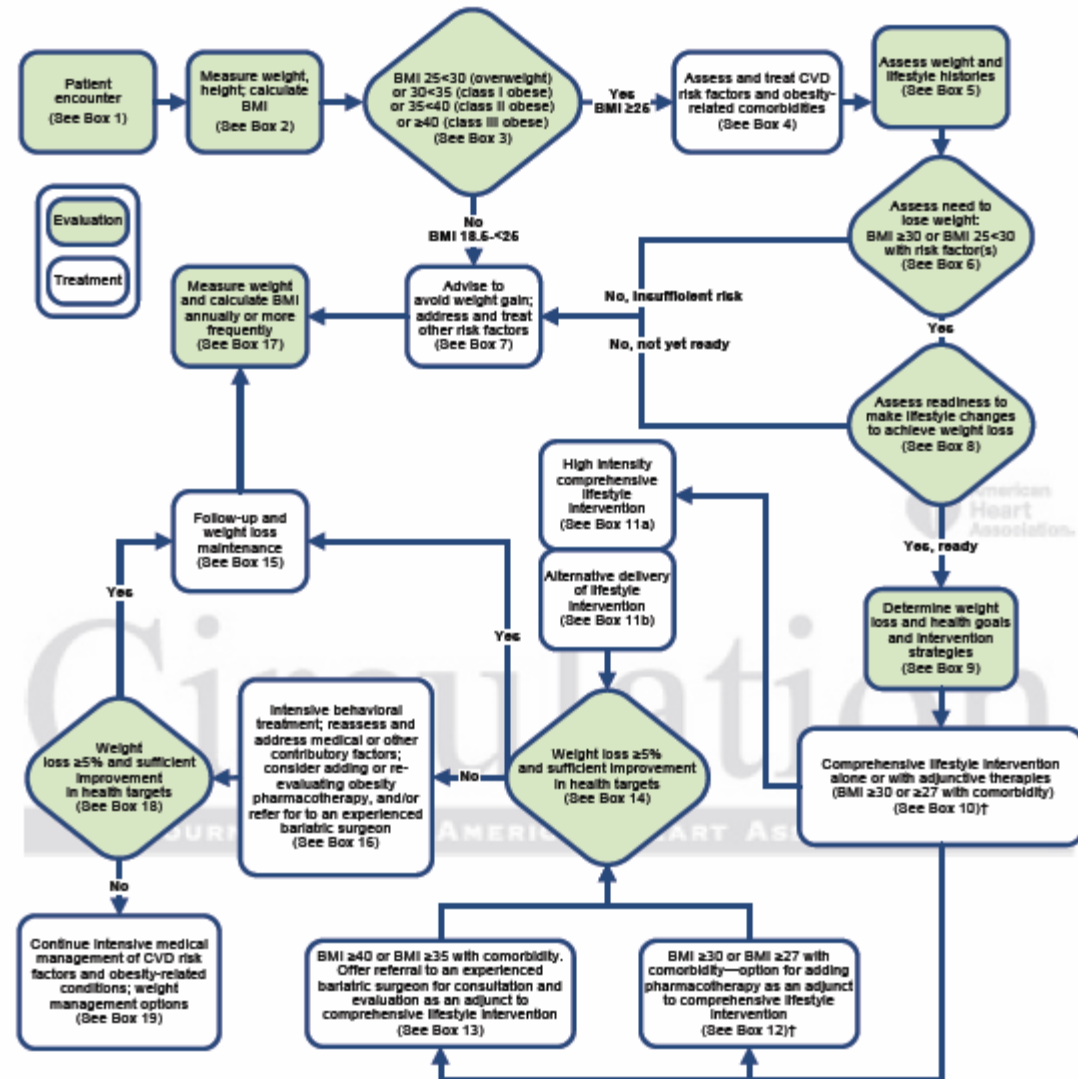 Patient
encounter
(See Box 1)
Measure weight,
height; calculate
BMI
(See Box 2)
BMI 25<30 (overweight)
or 30<35 (class I obese)
or 35<40 (class II obese)
or ≥40 (class III obese)
(See Box 3)
Yes
BMI ≥25
Assess and treat CVD
risk factors and obesity-
related comorbidities
(See Box 4)
Assess weight and
lifestyle histories
(See Box 5)
Evaluation
Treatment
No
BMI 18.5-<25
Assess need to
lose weight:
BMI ≥30 or BMI 25<30
with risk factor(s)
(See Box 6)
Measure weight
and calculate BMI
annually or more
frequently
(See Box 17)
Advise to
avoid weight gain;
address and treat
other risk factors
(See Box 7)
No, insufficient risk
No, not yet ready
Yes
Assess readiness to
make lifestyle changes
to achieve weight loss
(See Box 8)
High intensity
comprehensive
lifestyle
intervention
(See Box 11a)
American
Heart
Association
Follow-up and
weight loss
maintenance
(See Box 15)
Yes, ready
Alternative delivery
of lifestyle
intervention
(See Box 11b)
Yes
Yes
Determine weight
loss and health goals
and intervention
strategies
(See Box 9)
Circulation
Weight
loss ≥5% and sufficient
improvement
in health targets
(See Box 18)
Intensive behavioral
treatment; reassess and
address medical or other
contributory factors;
consider adding or re-
evaluating obesity
pharmacotherapy, and/or
refer for to an experienced
bariatric surgeon
(See Box 16)
No
Weight loss ≥5%
and sufficient improvement
in health targets
(See Box 14)
Comprehensive lifestyle intervention
alone or with adjunctive therapies
(BMI ≥30 or ≥27 with comorbidity)
(See Box 10)†
No
Continue intensive medical
management of CVD risk
factors and obesity-related
conditions; weight
management options
(See Box 19)
BMI ≥40 or BMI ≥35 with comorbidity.
Offer referral to an experienced
bariatric surgeon for consultation and
evaluation as an adjunct to
comprehensive lifestyle intervention
(See Box 13)
BMI ≥30 or BMI ≥27 with
comorbidity—option for adding
pharmacotherapy as an adjunct
to comprehensive lifestyle
intervention
(See Box 12)†